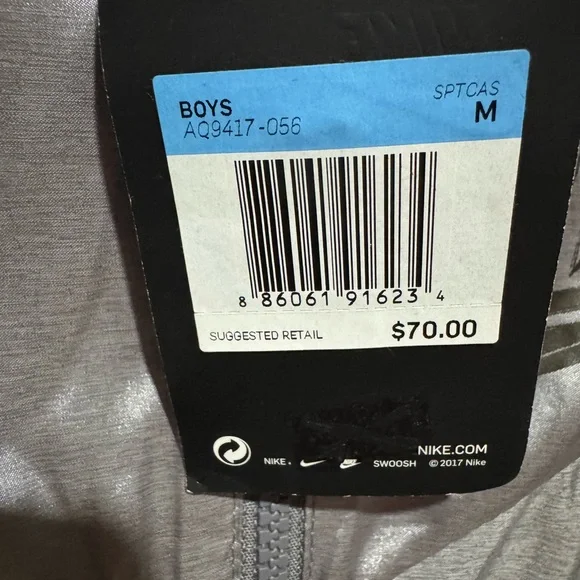 BOYS SPTCAS
AQ9417-056 M
8 86061 91623 4
SUGGESTED RETAIL $70.00
NIKE.COM
NIKE. SWOOSH © 2017 Nike